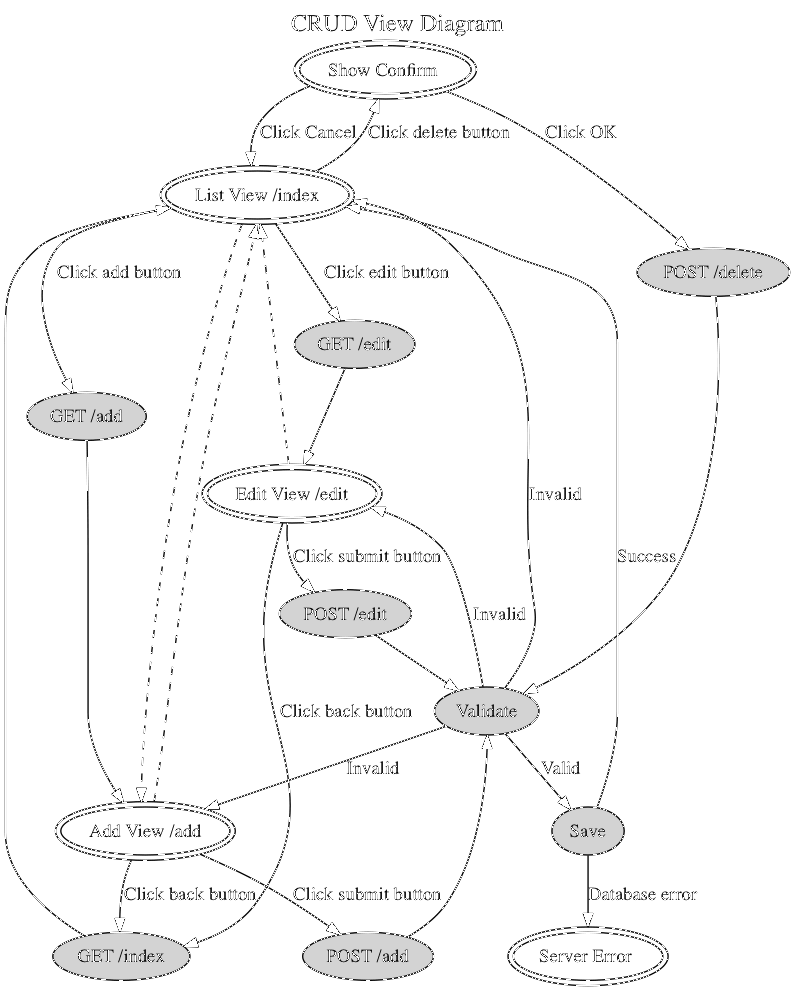 CRUD View Diagram
Show Confirm
Click Cancel
Click delete button
Click OK
List View /index
Click add button
Click edit button
POST /delete
GET /edit
GET /add
Edit View /edit
Invalid
Click submit button
Success
POST /edit
Invalid
Click back button
Validate
Invalid
Valid
Add View /add
Save
Click back button
Click submit button
Database error
GET /index
POST /add
Server Error